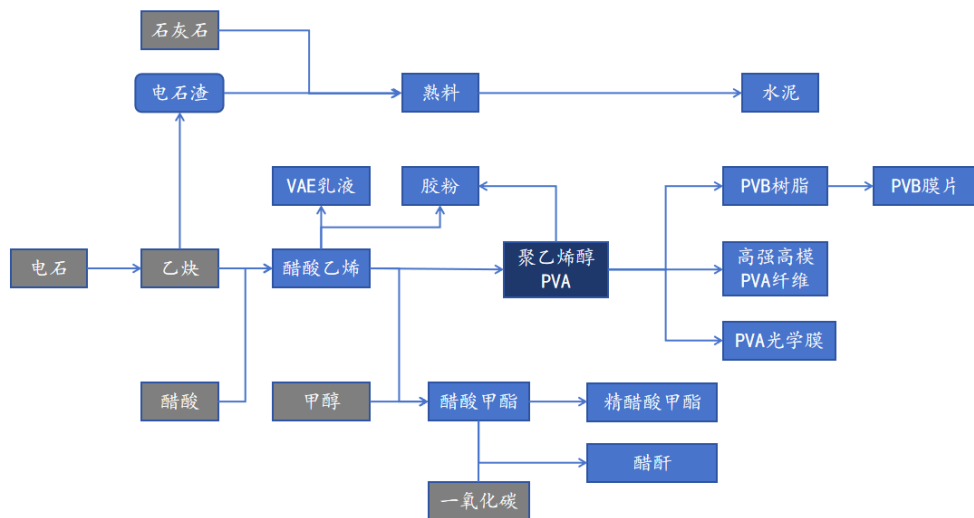 石灰石
电石渣
熟料
水泥
VAE乳液
胶粉
PVB树脂
PVB膜片
电石
乙炔
醋酸乙烯
聚乙烯醇
PVA
高强高模
PVA纤维
PVA光学膜
醋酸
甲醇
醋酸甲酯
精醋酸甲酯
醋酐
一氧化碳